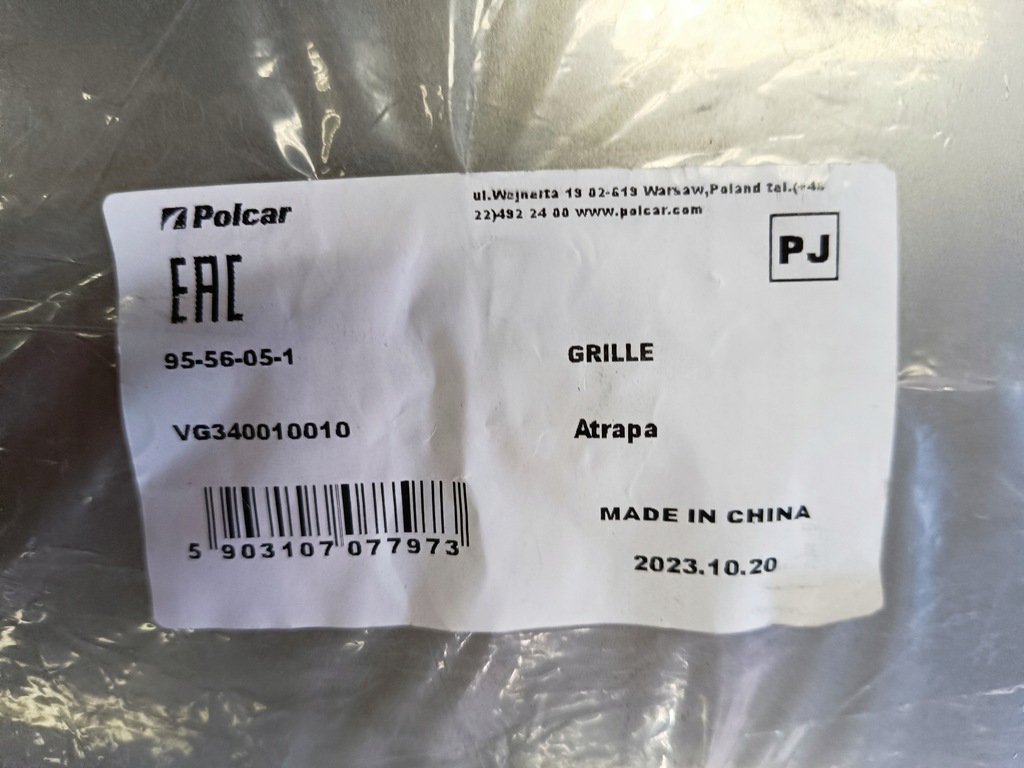 Polcar
ul.Wejnerta 19 02-619 Warsaw,Poland tel.(+48
22)492 24 00 www.polcar.com
PJ
EAC
95-56-05-1
GRILLE
VG340010010
Atrapa
MADE IN CHINA
5 903107 077973
2023.10.20